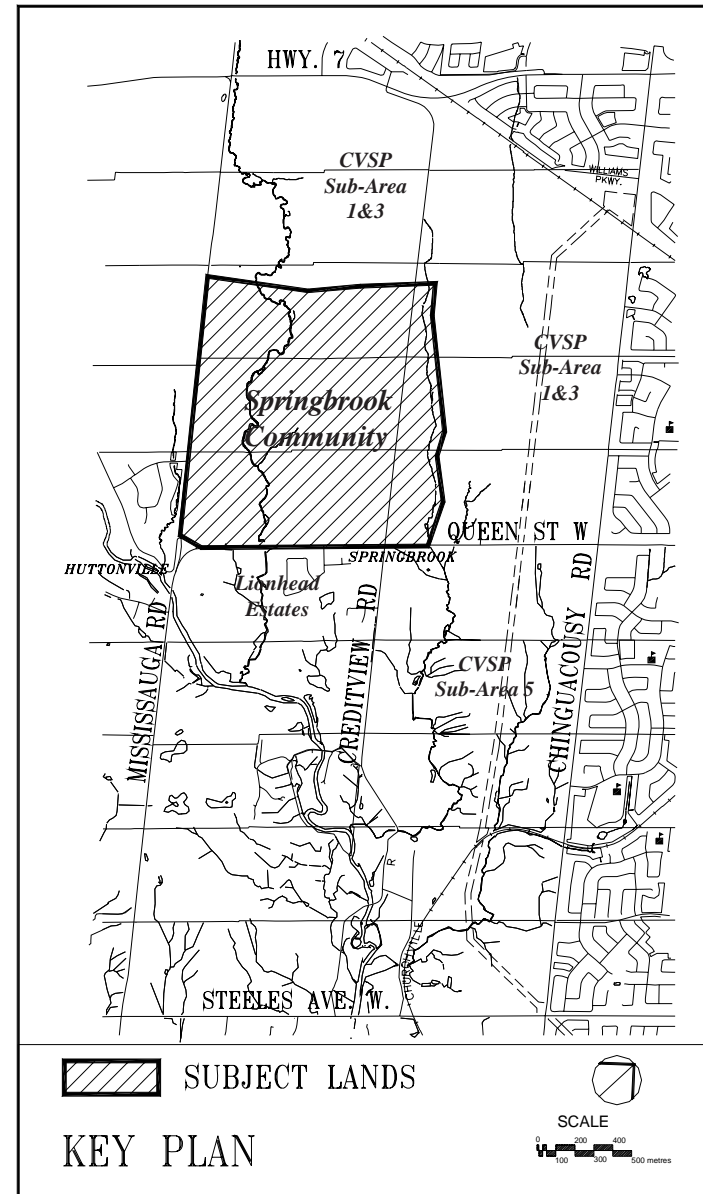 HWY. 7
CVSP
Sub-Area
1&3
WILLIAMS
PKWY.
CVSP
Sub-Area
1&3
Springbrook
Community
QUEEN ST W
SPRINGBROOK
HUTTONVILLE
Lionhead
Estates
MISSISSAUGA RD
CREDITVIEW RD
CVSP
Sub-Area 5
CHINGUACOUSY RD
R
CHURCHVILLE
STEELES AVE. W.
SUBJECT LANDS
KEY PLAN
SCALE
0 200 400
100 300 500 metres